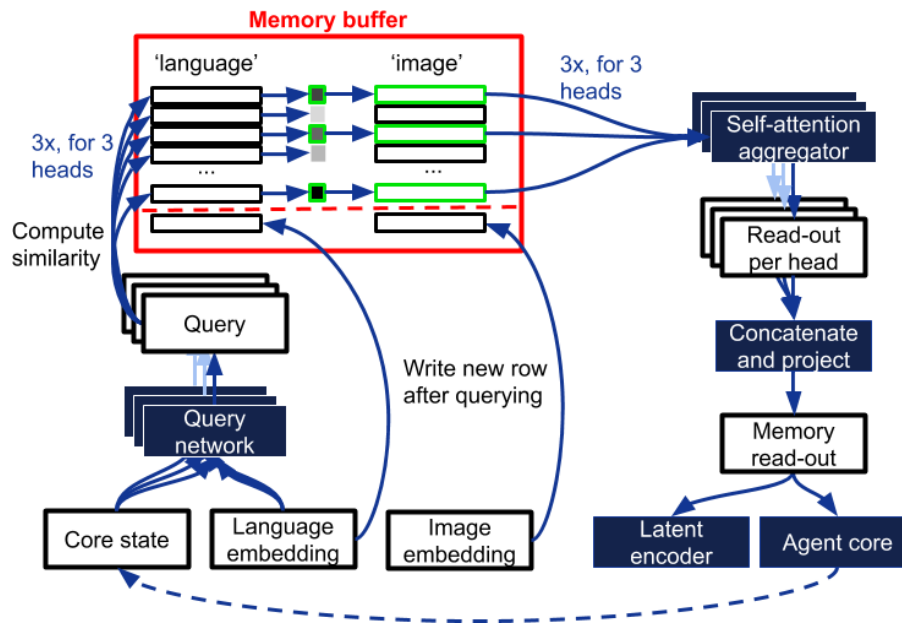 Memory buffer
'language'
'image'
3x, for 3
heads
3x, for 3
heads
...
...
Compute
similarity
Query
Query
network
Core state
Language
embedding
Image
embedding
Write new row
after querying
Self-attention
aggregator
Read-out
per head
Concatenate
and project
Memory
read-out
Latent
encoder
Agent core